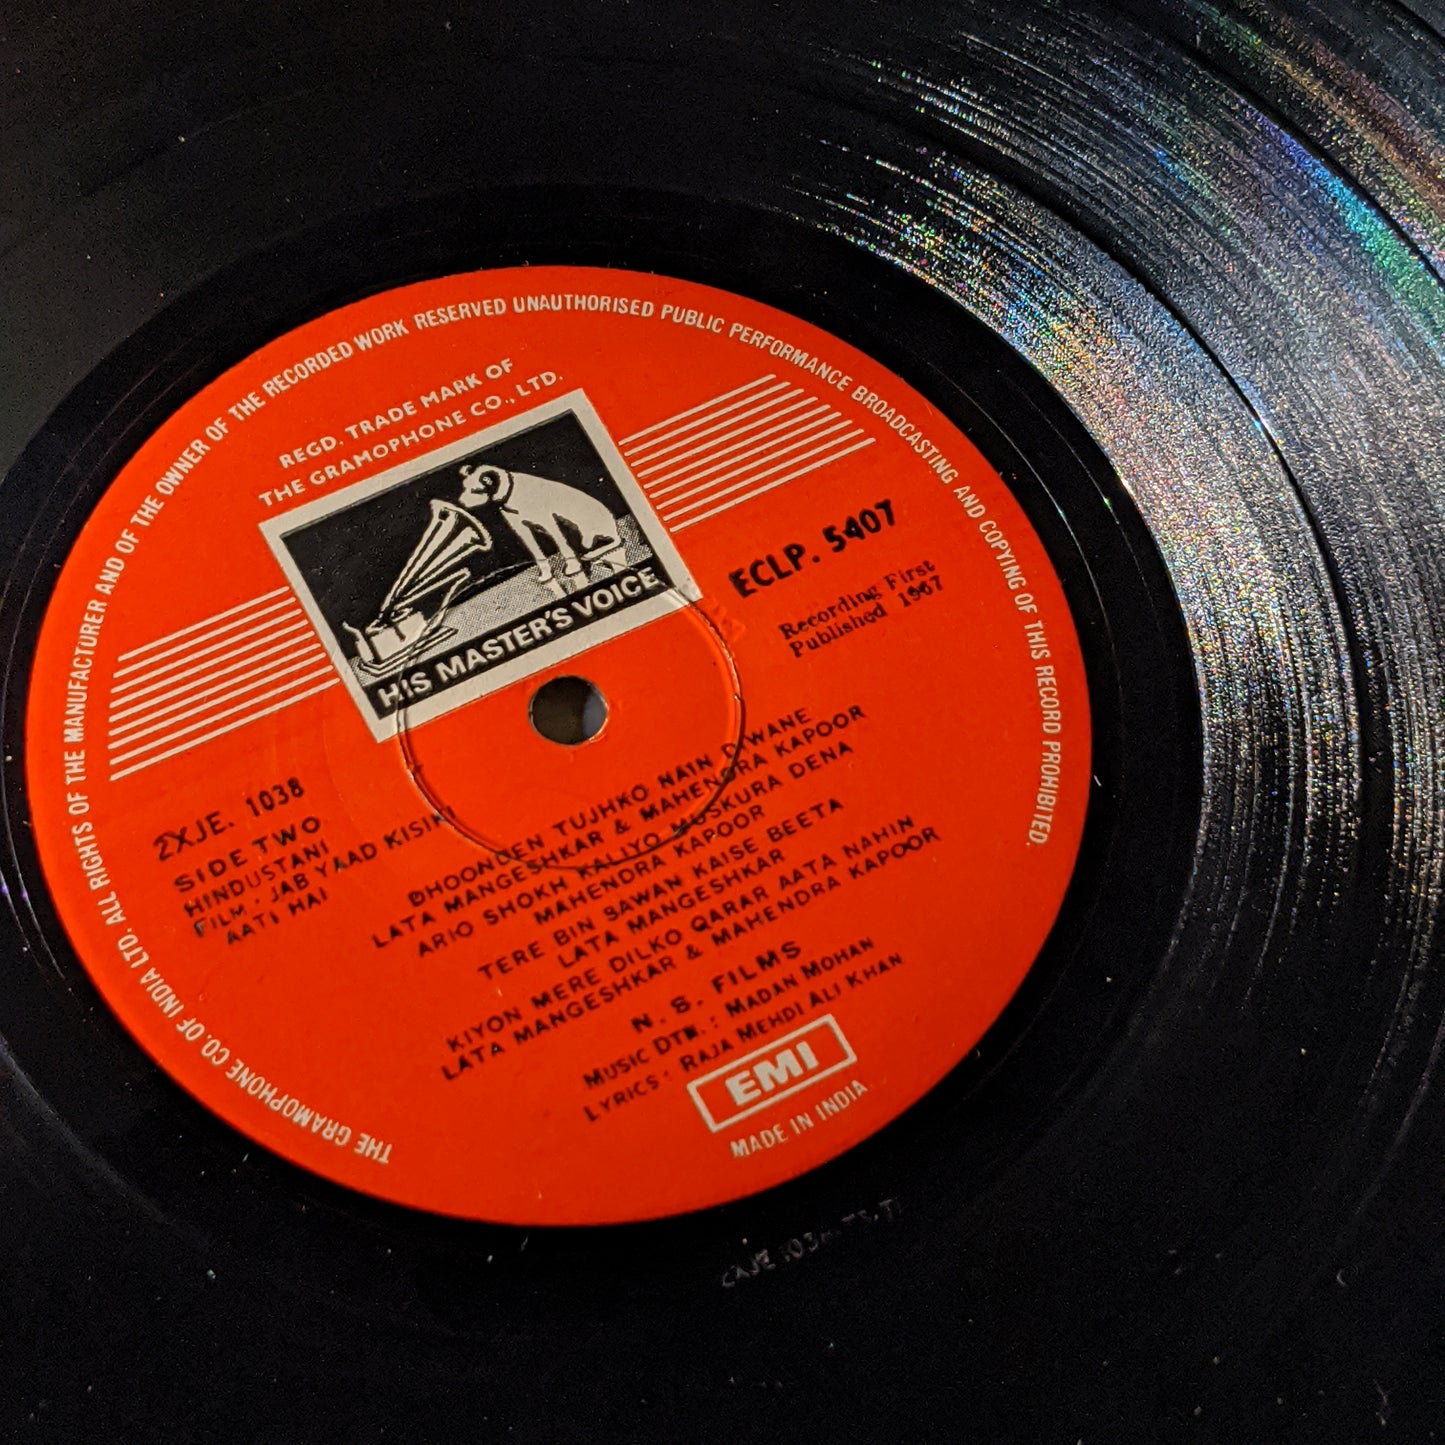 THE GRAMOPHONE CO. OF INDIA LTD. ALL RIGHTS OF THE MANUFACTURER AND OF THE OWNER OF THE RECORDED WORK RESERVED UNAUTHORISED PUBLIC PERFORMANCE BROADCASTING AND COPYING OF THIS RECORD PROHIBITED.
REGD. TRADE MARK OF
THE GRAMOPHONE CO., LTD.
HIS MASTER'S VOICE
ECLP. 5407
Recording First
Published 1967
2XJE. 1038
SIDE TWO
HINDUSTANI
FILM · JAB YAAD KISIKI
AATI HAI
DHOONDEN TUJHKO NAIN DIWANE
LATA MANGESHKAR & MAHENDRA KAPOOR
ARIO SHOKH KALIYO MUSKURA DENA
MAHENDRA KAPOOR
TERE BIN SAWAN KAISE BEETA
LATA MANGESHKAR
KIYON MERE DILKO QARAR AATA NAHIN
LATA MANGESHKAR & MAHENDRA KAPOOR
N. S. FILMS
MUSIC DTN.: MADAN MOHAN
LYRICS · RAJA MEHDI ALI KHAN
EMI
MADE IN INDIA